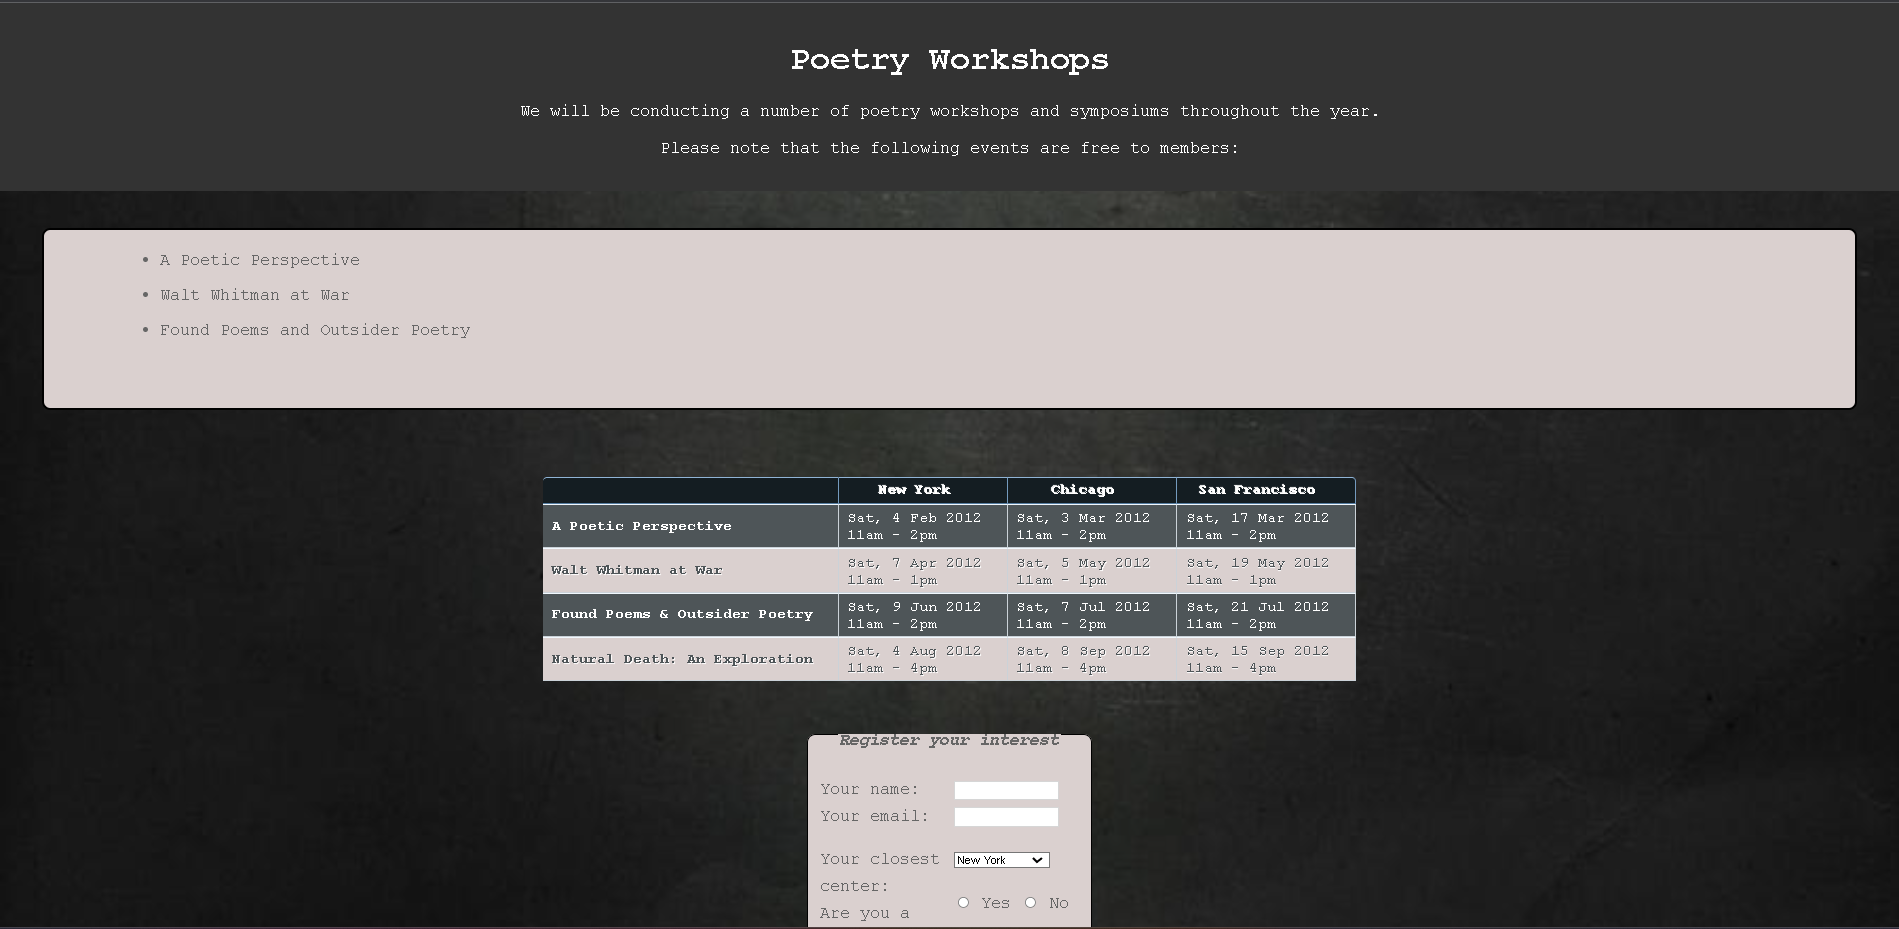 Poetry Workshops
We will be conducting a number of poetry workshops and symposiums throughout the year.
Please note that the following events are free to members:
• A Poetic Perspective
• Walt Whitman at War
• Found Poems and Outsider Poetry
New York Chicago San Francisco
A Poetic Perspective
Sat, 4 Feb 2012
11am - 2pm
Sat, 3 Mar 2012
11am - 2pm
Sat, 17 Mar 2012
11am - 2pm
Walt Whitman at War
Sat, 7 Apr 2012
11am - 1pm
Sat, 5 May 2012
11am - 1pm
Sat, 19 May 2012
11am - 1pm
Found Poems & Outsider Poetry
Sat, 9 Jun 2012
11am - 2pm
Sat, 7 Jul 2012
11am - 2pm
Sat, 21 Jul 2012
11am - 2pm
Natural Death: An Exploration
Sat, 4 Aug 2012
11am - 4pm
Sat, 8 Sep 2012
11am - 4pm
Sat, 15 Sep 2012
11am - 4pm
Register your interest
Your name:
Your email:
Your closest center:
New York
Are you a
Yes No